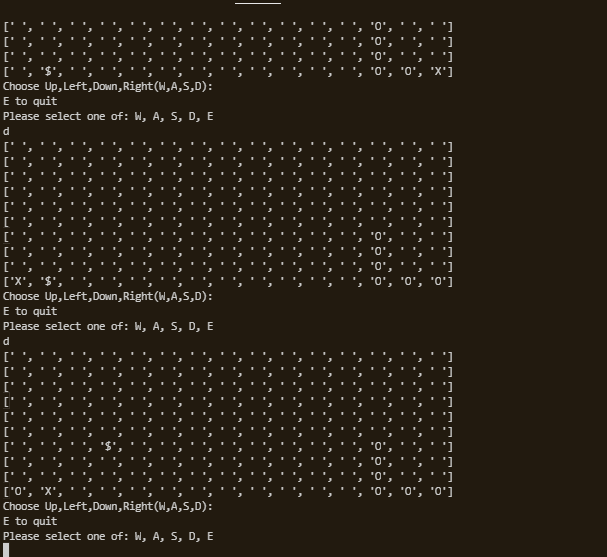 [' ', ' ', ' ', ' ', ' ', ' ', ' ', ' ', ' ', ' ', ' ', ' ', 'O', ' ', ' ']
[' ', ' ', ' ', ' ', ' ', ' ', ' ', ' ', ' ', ' ', ' ', ' ', 'O', ' ', ' ']
[' ', ' ', ' ', ' ', ' ', ' ', ' ', ' ', ' ', ' ', ' ', ' ', 'O', ' ', ' ']
[' ', '$', ' ', ' ', ' ', ' ', ' ', ' ', ' ', ' ', ' ', ' ', 'O', 'O', 'X']
Choose Up,Left,Down,Right(W,A,S,D):
E to quit
Please select one of: W, A, S, D, E
d
[' ', ' ', ' ', ' ', ' ', ' ', ' ', ' ', ' ', ' ', ' ', ' ', ' ', ' ', ' ']
[' ', ' ', ' ', ' ', ' ', ' ', ' ', ' ', ' ', ' ', ' ', ' ', ' ', ' ', ' ']
[' ', ' ', ' ', ' ', ' ', ' ', ' ', ' ', ' ', ' ', ' ', ' ', ' ', ' ', ' ']
[' ', ' ', ' ', ' ', ' ', ' ', ' ', ' ', ' ', ' ', ' ', ' ', ' ', ' ', ' ']
[' ', ' ', ' ', ' ', ' ', ' ', ' ', ' ', ' ', ' ', ' ', ' ', ' ', ' ', ' ']
[' ', ' ', ' ', ' ', ' ', ' ', ' ', ' ', ' ', ' ', ' ', ' ', ' ', ' ', ' ']
[' ', ' ', ' ', ' ', ' ', ' ', ' ', ' ', ' ', ' ', ' ', ' ', 'O', ' ', ' ']
[' ', ' ', ' ', ' ', ' ', ' ', ' ', ' ', ' ', ' ', ' ', ' ', 'O', ' ', ' ']
[' ', ' ', ' ', ' ', ' ', ' ', ' ', ' ', ' ', ' ', ' ', ' ', 'O', ' ', ' ']
['X', '$', ' ', ' ', ' ', ' ', ' ', ' ', ' ', ' ', ' ', ' ', 'O', 'O', 'O']
Choose Up,Left,Down,Right(W,A,S,D):
E to quit
Please select one of: W, A, S, D, E
d
[' ', ' ', ' ', ' ', ' ', ' ', ' ', ' ', ' ', ' ', ' ', ' ', ' ', ' ', ' ']
[' ', ' ', ' ', ' ', ' ', ' ', ' ', ' ', ' ', ' ', ' ', ' ', ' ', ' ', ' ']
[' ', ' ', ' ', ' ', ' ', ' ', ' ', ' ', ' ', ' ', ' ', ' ', ' ', ' ', ' ']
[' ', ' ', ' ', ' ', ' ', ' ', ' ', ' ', ' ', ' ', ' ', ' ', ' ', ' ', ' ']
[' ', ' ', ' ', ' ', ' ', ' ', ' ', ' ', ' ', ' ', ' ', ' ', ' ', ' ', ' ']
[' ', ' ', ' ', ' ', ' ', ' ', ' ', ' ', ' ', ' ', ' ', ' ', ' ', ' ', ' ']
[' ', ' ', ' ', '$', ' ', ' ', ' ', ' ', ' ', ' ', ' ', ' ', 'O', ' ', ' ']
[' ', ' ', ' ', ' ', ' ', ' ', ' ', ' ', ' ', ' ', ' ', ' ', 'O', ' ', ' ']
[' ', ' ', ' ', ' ', ' ', ' ', ' ', ' ', ' ', ' ', ' ', ' ', 'O', ' ', ' ']
['O', 'X', ' ', ' ', ' ', ' ', ' ', ' ', ' ', ' ', ' ', ' ', 'O', 'O', 'O']
Choose Up,Left,Down,Right(W,A,S,D):
E to quit
Please select one of: W, A, S, D, E